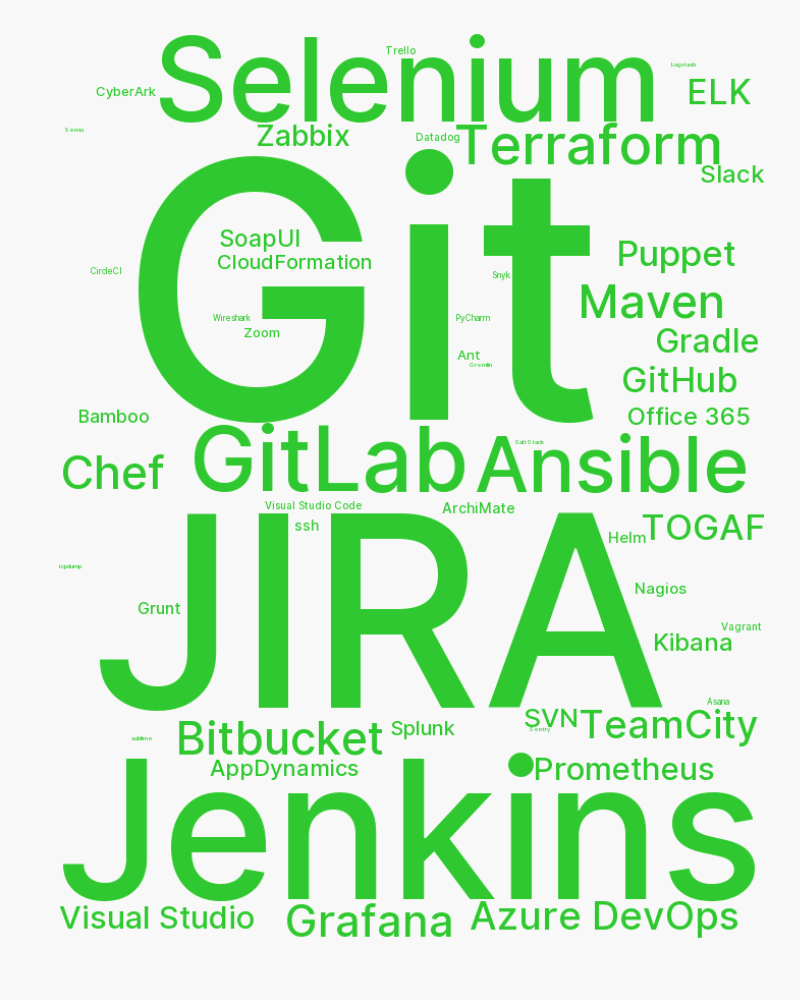 Selenium
Trello
Logstash
CyberArk
ELK
Sensu
Zabbix
Datadog
Terraform
Slack
Git
SoapUI
CloudFormation
Puppet
CircleCI
Snyk
Maven
Wireshark
PyCharm
Zoom
Gradle
Ant
Gremlin
GitHub
Bamboo
Office 365
GitLab
SaltStack
Ansible
Chef
Visual Studio Code
ArchiMate
ssh
TOGAF
Helm
JIRA
tcpdump
Nagios
Grunt
Vagrant
Kibana
Asana
SVN
TeamCity
Sentry
Bitbucket
Splunk
sublime
AppDynamics
Prometheus
Jenkins
Visual Studio
Grafana
Azure DevOps